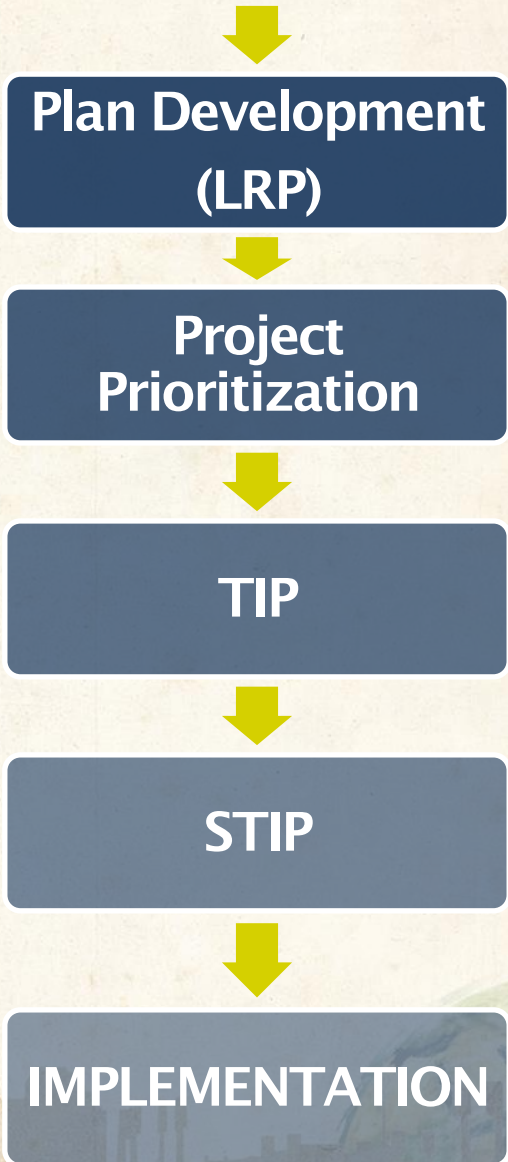 Plan Development
(LRP)
Project
Prioritization
TIP
STIP
IMPLEMENTATION